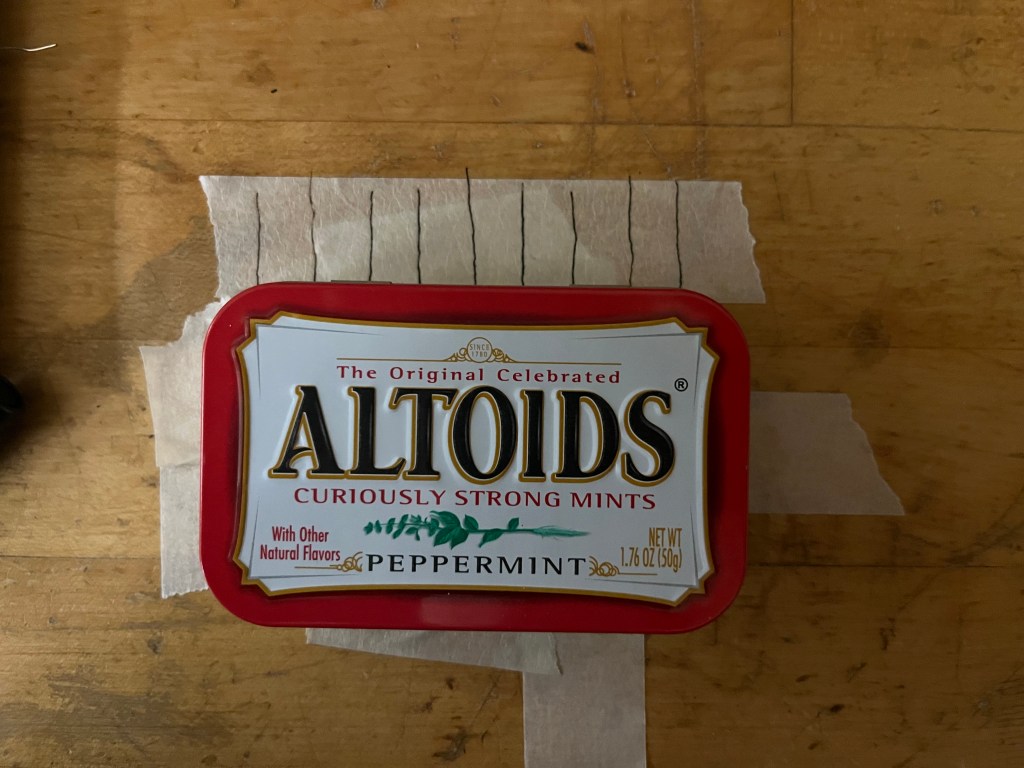 SINCE
1780
The Original Celebrated
ALTOIDS®
CURIOUSLY STRONG MINTS
With Other
Natural Flavors
PEPPERMINT
NET WT
1.76 OZ (50g)